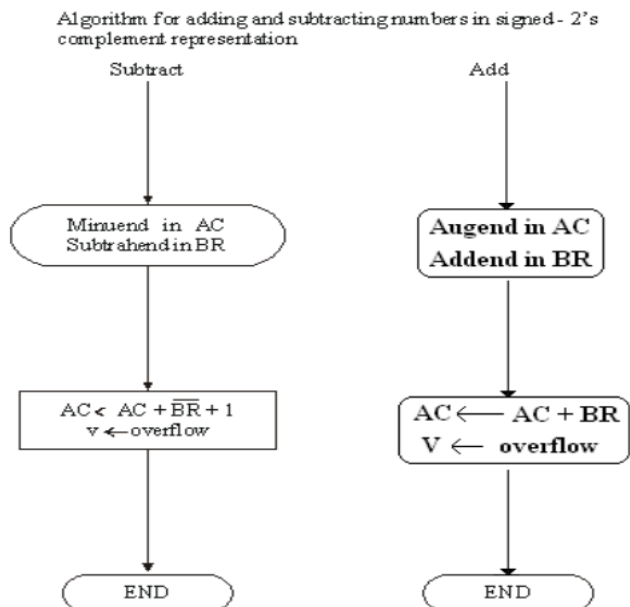 Algorithm for adding and subtracting numbers in signed - 2's
complement representation
Subtract
Minuend in AC
Subtrahend in BR
AC < AC + B̅R̅ + 1
v ← overflow
END
Add
Augend in AC
Addend in BR
AC ← AC + BR
V ← overflow
END